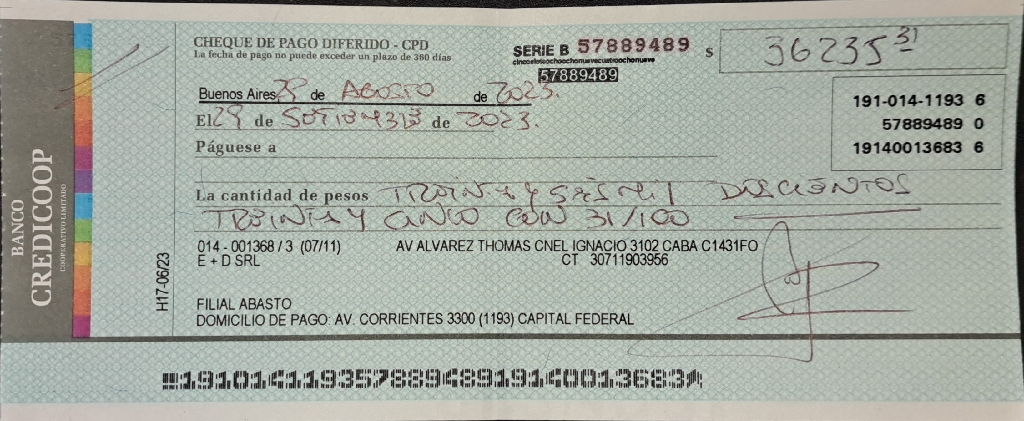 BANCO
CREDICOOP
COOPERATIVO LIMITADO
CHEQUE DE PAGO DIFERIDO - CPD
La fecha de pago no puede exceder un plazo de 360 días
SERIE B 57889489
cincosieteochoochonuevecuatroochonueve
57889489
$ 36235 31
Buenos Aires 29 de AGOSTO de 2023.
El 29 de SETIEMBRE de 2023.
Páguese a
191-014-1193 6
57889489 0
19140013683 6
La cantidad de pesos TREINTA Y SEIS MIL DOSCIENTOS
TREINTA Y CINCO CON 31/100
014 - 001368 / 3 (07/11) AV ALVAREZ THOMAS CNEL IGNACIO 3102 CABA C1431FO
E + D SRL CT 30711903956
H17-06/23
FILIAL ABASTO
DOMICILIO DE PAGO: AV. CORRIENTES 3300 (1193) CAPITAL FEDERAL
19101411935788948919140013683